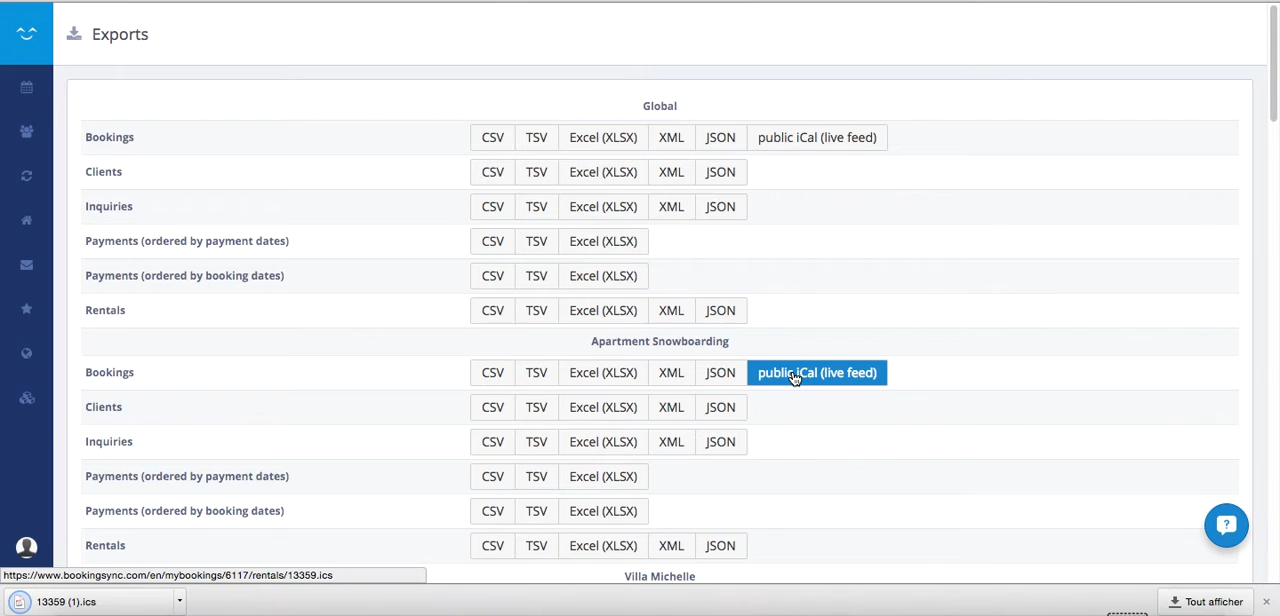 Exports
Global
Bookings CSV TSV Excel (XLSX) XML JSON public iCal (live feed)
Clients CSV TSV Excel (XLSX) XML JSON
Inquiries CSV TSV Excel (XLSX) XML JSON
Payments (ordered by payment dates) CSV TSV Excel (XLSX)
Payments (ordered by booking dates) CSV TSV Excel (XLSX)
Rentals CSV TSV Excel (XLSX) XML JSON
Apartment Snowboarding
Bookings CSV TSV Excel (XLSX) XML JSON public iCal (live feed)
Clients CSV TSV Excel (XLSX) XML JSON
Inquiries CSV TSV Excel (XLSX) XML JSON
Payments (ordered by payment dates) CSV TSV Excel (XLSX)
Payments (ordered by booking dates) CSV TSV Excel (XLSX)
Rentals CSV TSV Excel (XLSX) XML JSON
Villa Michelle
https://www.bookingsync.com/en/mybookings/6117/rentals/13359.ics
13359 (1).ics Tout afficher